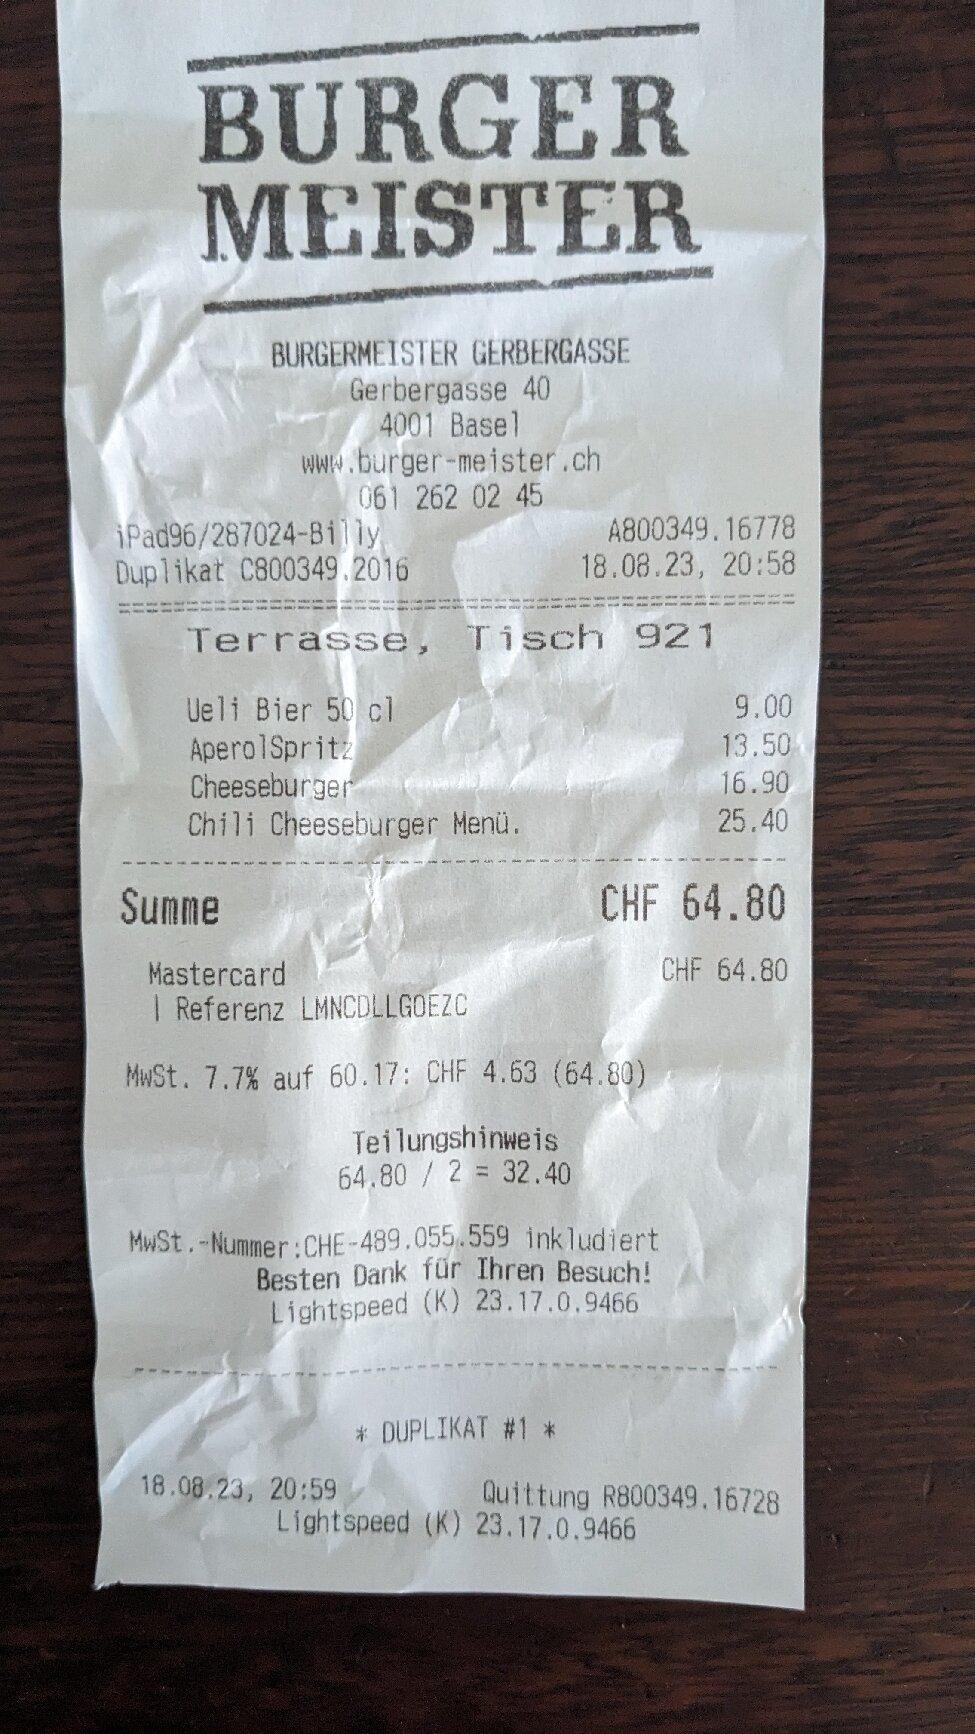 BURGER
MEISTER
BURGERMEISTER GERBERGASSE
Gerbergasse 40
4001 Basel
www.burger-meister.ch
061 262 02 45
iPad96/287024-Billy A800349.16778
Duplikat C800349.2016 18.08.23, 20:58
Terrasse, Tisch 921
Ueli Bier 50 cl 9.00
AperolSpritz 13.50
Cheeseburger 16.90
Chili Cheeseburger Menü. 25.40
Summe CHF 64.80
Mastercard CHF 64.80
| Referenz LMNCDLLGOEZC
MwSt. 7.7% auf 60.17: CHF 4.63 (64.80)
Teilungshinweis
64.80 / 2 = 32.40
MwSt.-Nummer:CHE-489.055.559 inkludiert
Besten Dank für Ihren Besuch!
Lightspeed (K) 23.17.0.9466
* DUPLIKAT #1 *
18.08.23, 20:59 Quittung R800349.16728
Lightspeed (K) 23.17.0.9466